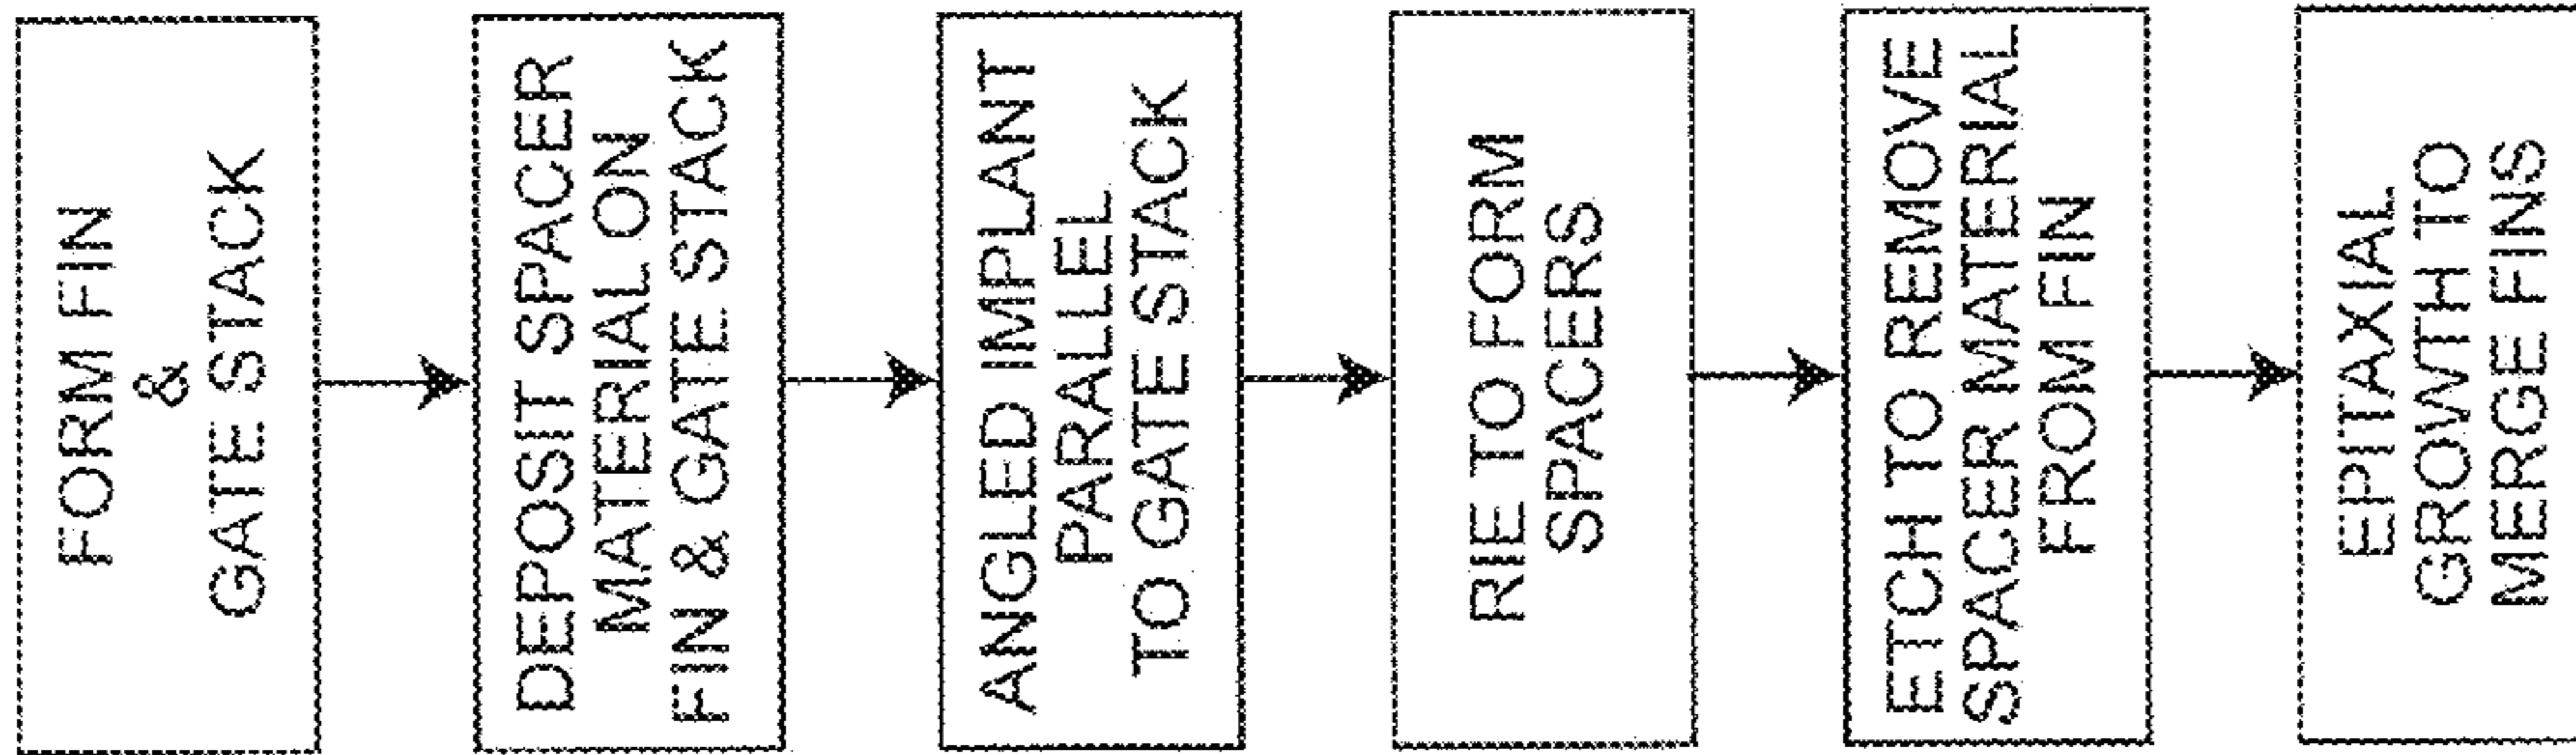 FORM FIN
&
GATE STACK
DEPOSIT SPACER
MATERIAL ON
FIN & GATE STACK
ANGLED IMPLANT
PARALLEL
TO GATE STACK
RIE TO FORM
SPACERS
ETCH TO REMOVE
SPACER MATERIAL
FROM FIN
EPITAXIAL
GROWTH TO
MERGE FINS